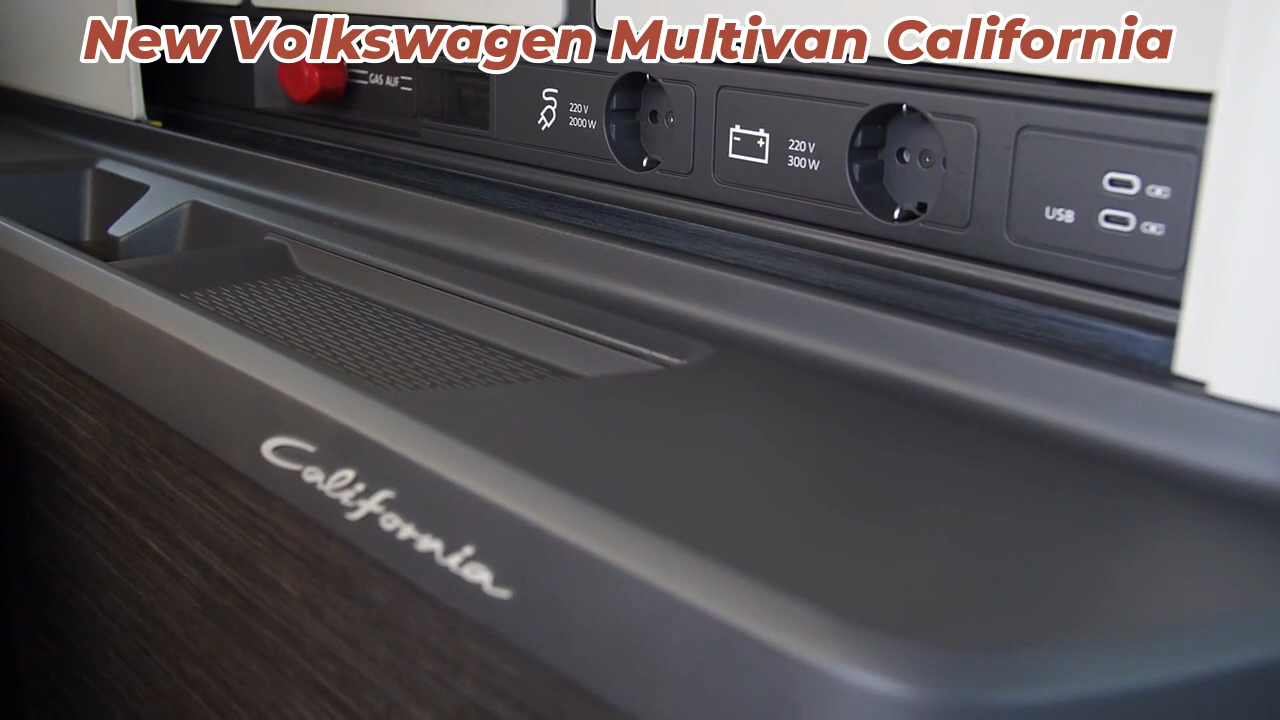 New Volkswagen Multivan California
GAS AUF
220 V
2000 W
220 V
300 W
USB
California